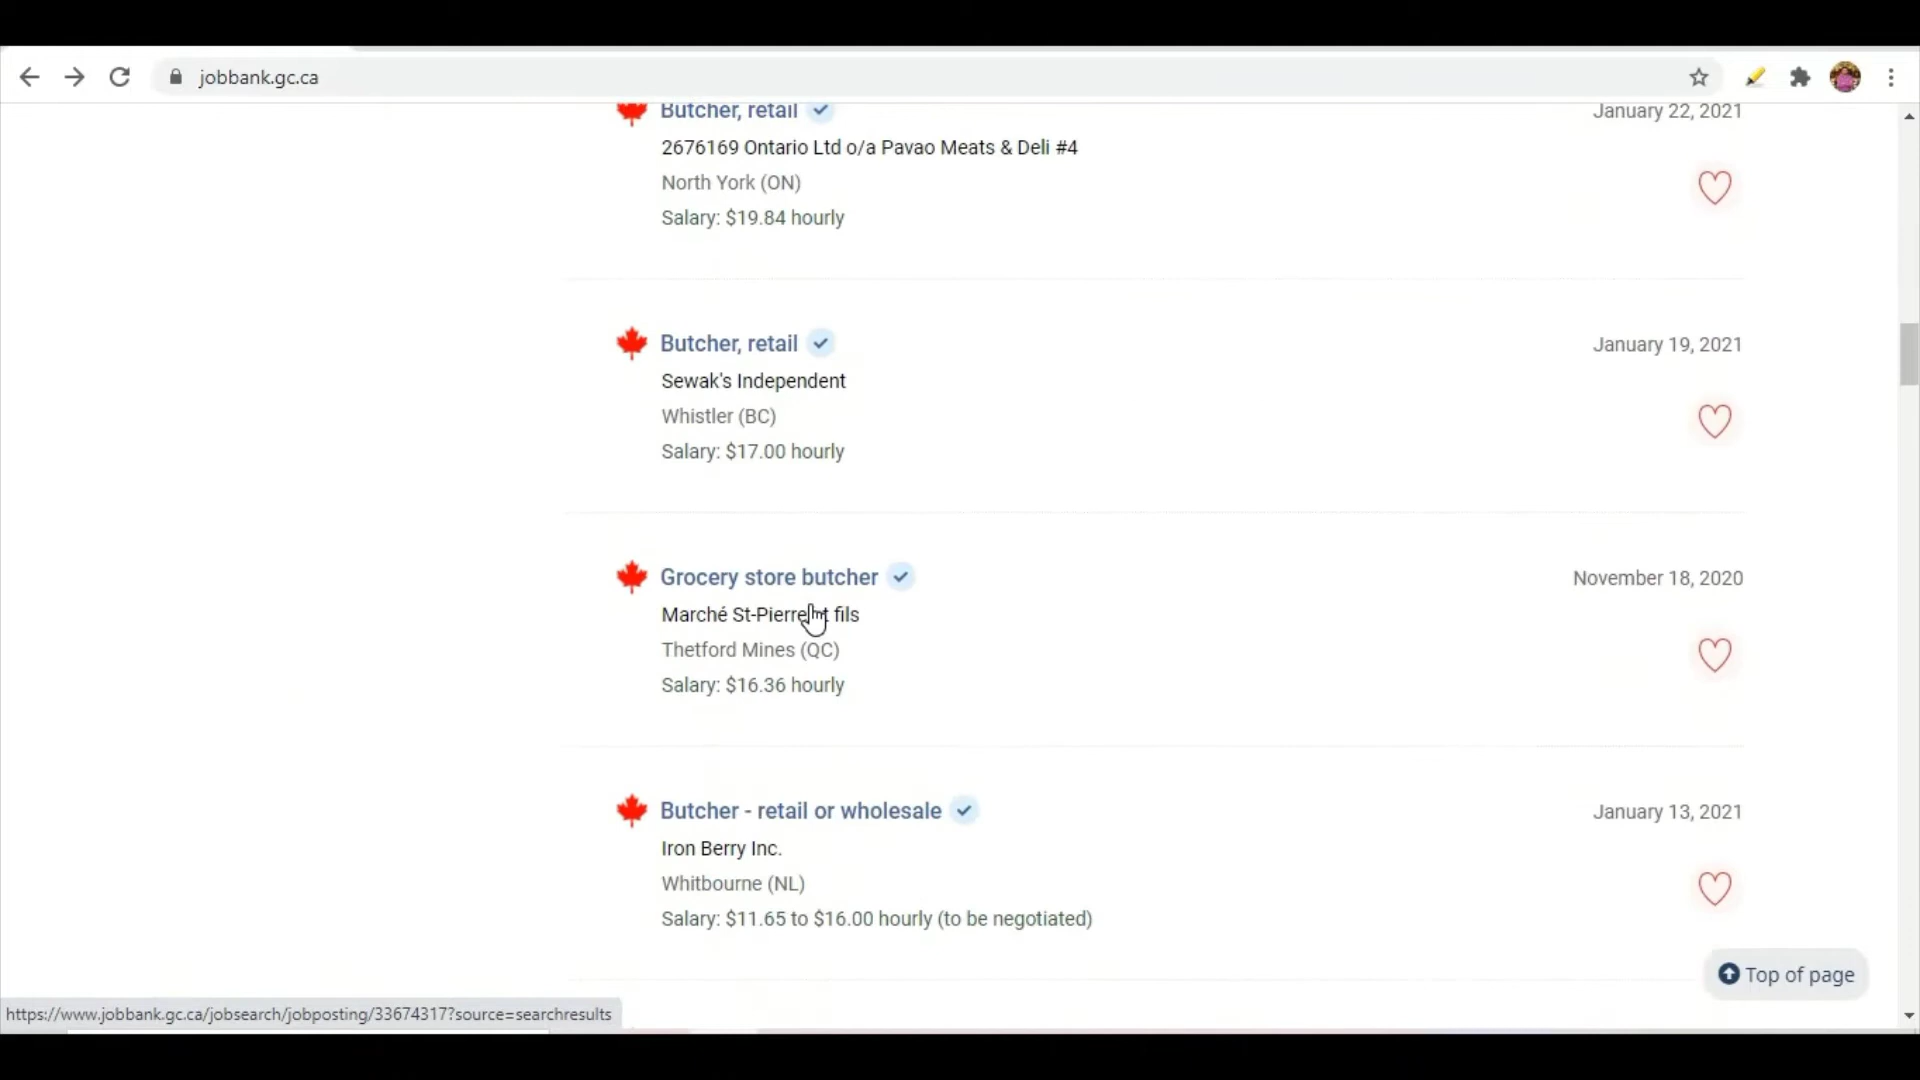 jobbank.gc.ca
Butcher, retail
January 22, 2021
2676169 Ontario Ltd o/a Pavao Meats & Deli #4
North York (ON)
Salary: $19.84 hourly
Butcher, retail
January 19, 2021
Sewak's Independent
Whistler (BC)
Salary: $17.00 hourly
Grocery store butcher
November 18, 2020
Marché St-Pierre et fils
Thetford Mines (QC)
Salary: $16.36 hourly
Butcher - retail or wholesale
January 13, 2021
Iron Berry Inc.
Whitbourne (NL)
Salary: $11.65 to $16.00 hourly (to be negotiated)
Top of page
https://www.jobbank.gc.ca/jobsearch/jobposting/33674317?source=searchresults